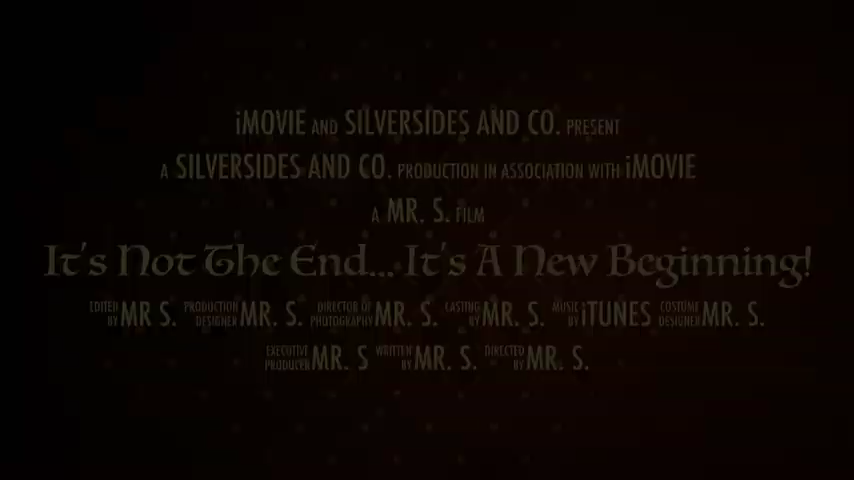 iMOVIE AND SILVERSIDES AND CO. PRESENT
A SILVERSIDES AND CO. PRODUCTION IN ASSOCIATION WITH iMOVIE
A MR. S. FILM
It's Not The End... It's A New Beginning!
EDITED BY MR S. PRODUCTION DESIGNER MR. S. DIRECTOR OF PHOTOGRAPHY MR. S. CASTING BY MR. S. MUSIC BY iTUNES COSTUME DESIGNER MR. S.
EXECUTIVE PRODUCER MR. S WRITTEN BY MR. S. DIRECTED BY MR. S.